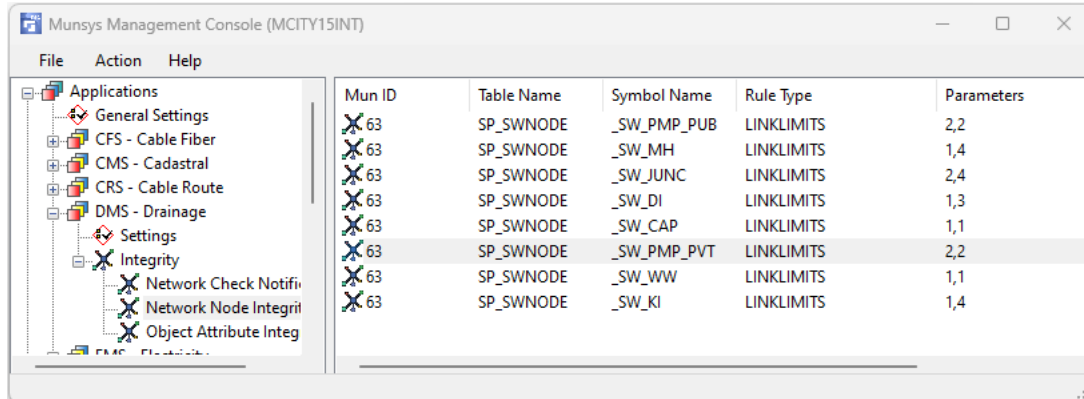 Munsys Management Console (MCITY15INT)
File Action Help
Applications
General Settings
CFS - Cable Fiber
CMS - Cadastral
CRS - Cable Route
DMS - Drainage
Settings
Integrity
Network Check Notifi
Network Node Integrit
Object Attribute Integ
EMS - Electricity
Mun ID Table Name Symbol Name Rule Type Parameters
63 SP_SWNODE _SW_PMP_PUB LINKLIMITS 2,2
63 SP_SWNODE _SW_MH LINKLIMITS 1,4
63 SP_SWNODE _SW_JUNC LINKLIMITS 2,4
63 SP_SWNODE _SW_DI LINKLIMITS 1,3
63 SP_SWNODE _SW_CAP LINKLIMITS 1,1
63 SP_SWNODE _SW_PMP_PVT LINKLIMITS 2,2
63 SP_SWNODE _SW_WW LINKLIMITS 1,1
63 SP_SWNODE _SW_KI LINKLIMITS 1,4